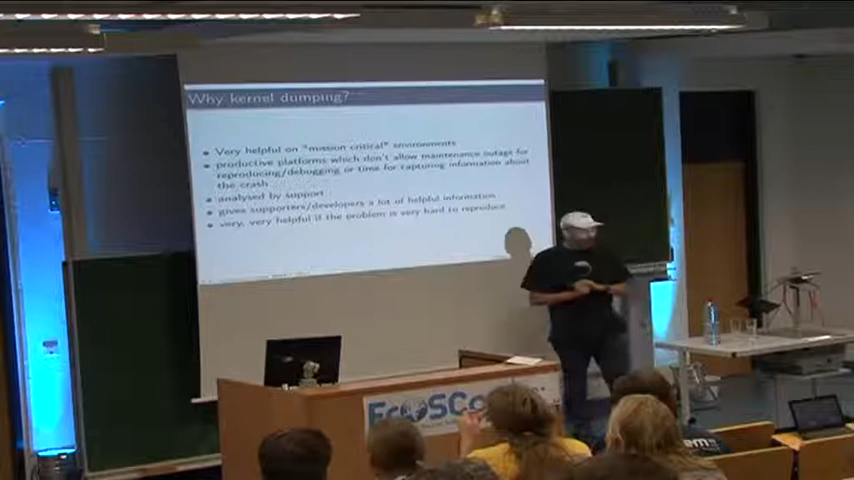 Why kernel dumping?
Very helpful on "mission critical" environments
productive platforms which don't allow maintenance outage for
reproducing/debugging or time for capturing information about
the crash
analysed by support
gives supporters/developers a lot of helpful information
very, very helpful if the problem is very hard to reproduce
FrOSCo